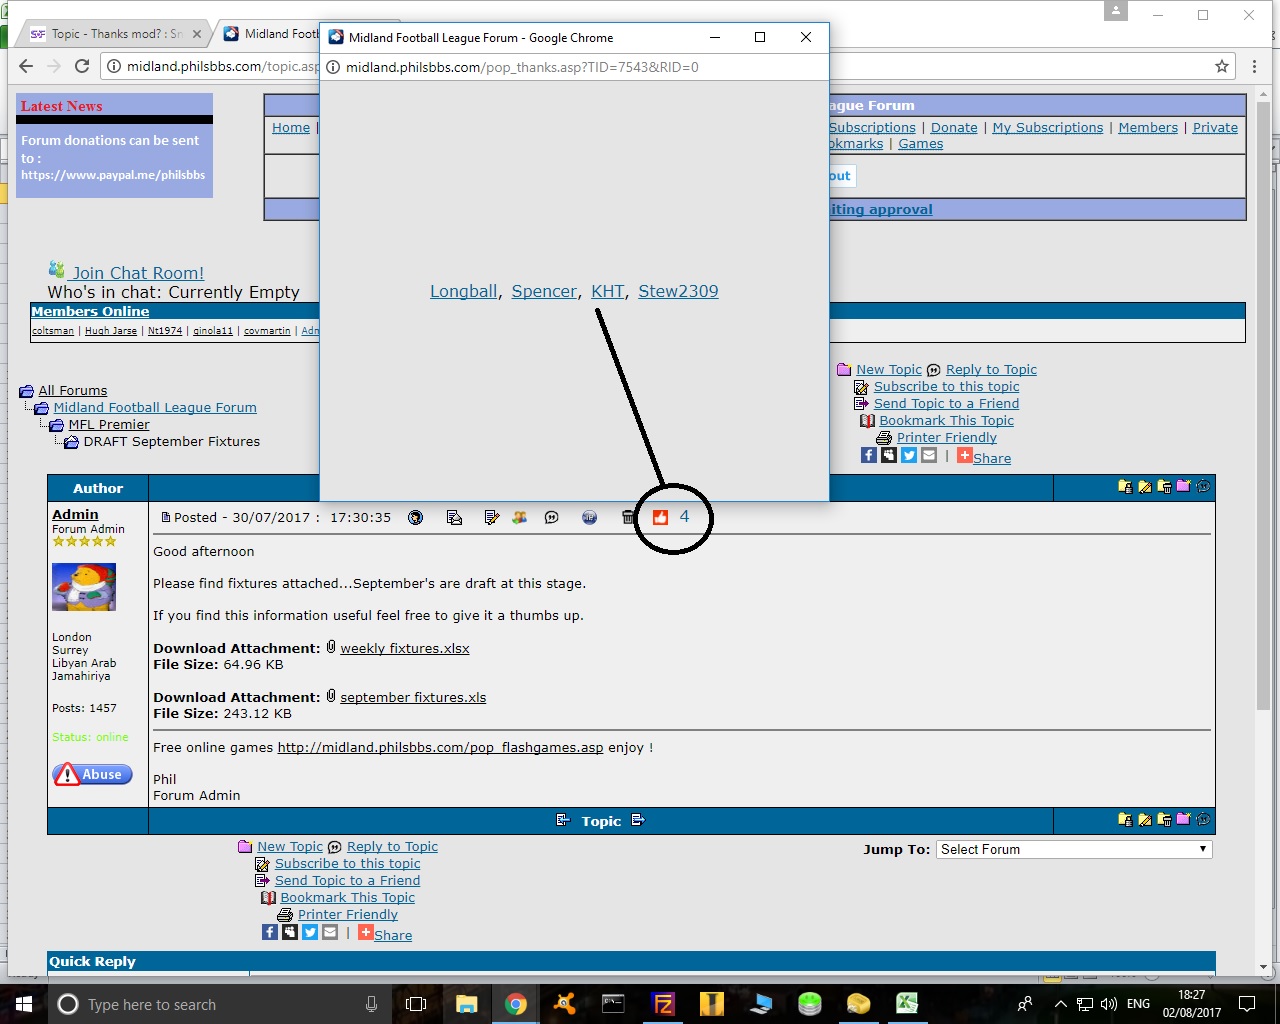 Topic - Thanks mod? : Sn
Midland Footb
Midland Football League Forum - Google Chrome
midland.philsbbs.com/topic.asp
midland.philsbbs.com/pop_thanks.asp?TID=7543&RID=0
Latest News
Forum donations can be sent
to :
https://www.paypal.me/philsbbs
ague Forum
Home |
Subscriptions | Donate | My Subscriptions | Members | Private
okmarks | Games
out
iting approval
Join Chat Room!
Who's in chat: Currently Empty
Longball, Spencer, KHT, Stew2309
Members Online
coltsman | Hugh Jarse | Nt1974 | ginola11 | covmartin | Adn
All Forums
Midland Football League Forum
MFL Premier
DRAFT September Fixtures
New Topic Reply to Topic
Subscribe to this topic
Send Topic to a Friend
Bookmark This Topic
Printer Friendly
| Share
Author
Admin
Forum Admin
London
Surrey
Libyan Arab
Jamahiriya
Posts: 1457
Status: online
Abuse
Posted - 30/07/2017 : 17:30:35 4
Good afternoon
Please find fixtures attached...September's are draft at this stage.
If you find this information useful feel free to give it a thumbs up.
Download Attachment: weekly fixtures.xlsx
File Size: 64.96 KB
Download Attachment: september fixtures.xls
File Size: 243.12 KB
Free online games http://midland.philsbbs.com/pop_flashgames.asp enjoy !
Phil
Forum Admin
Topic
New Topic Reply to Topic
Subscribe to this topic
Send Topic to a Friend
Bookmark This Topic
Printer Friendly
| Share
Jump To: Select Forum
Quick Reply
Type here to search
ENG
18:27
02/08/2017